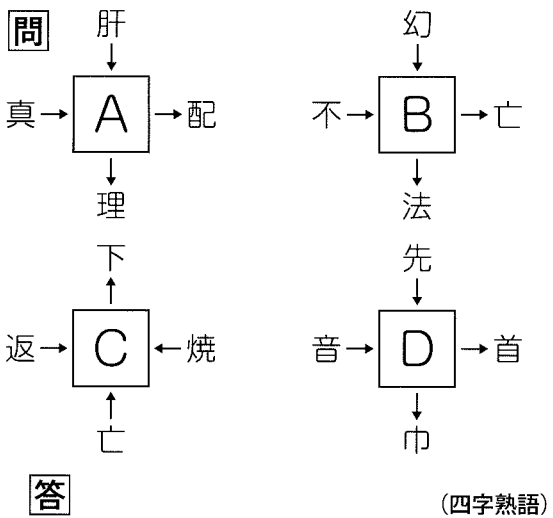 問
肝 幻
真 A 配 不 B 亡
理 法
下 先
返 C 焼 音 D 首
亡 巾
答
(四字熟語)